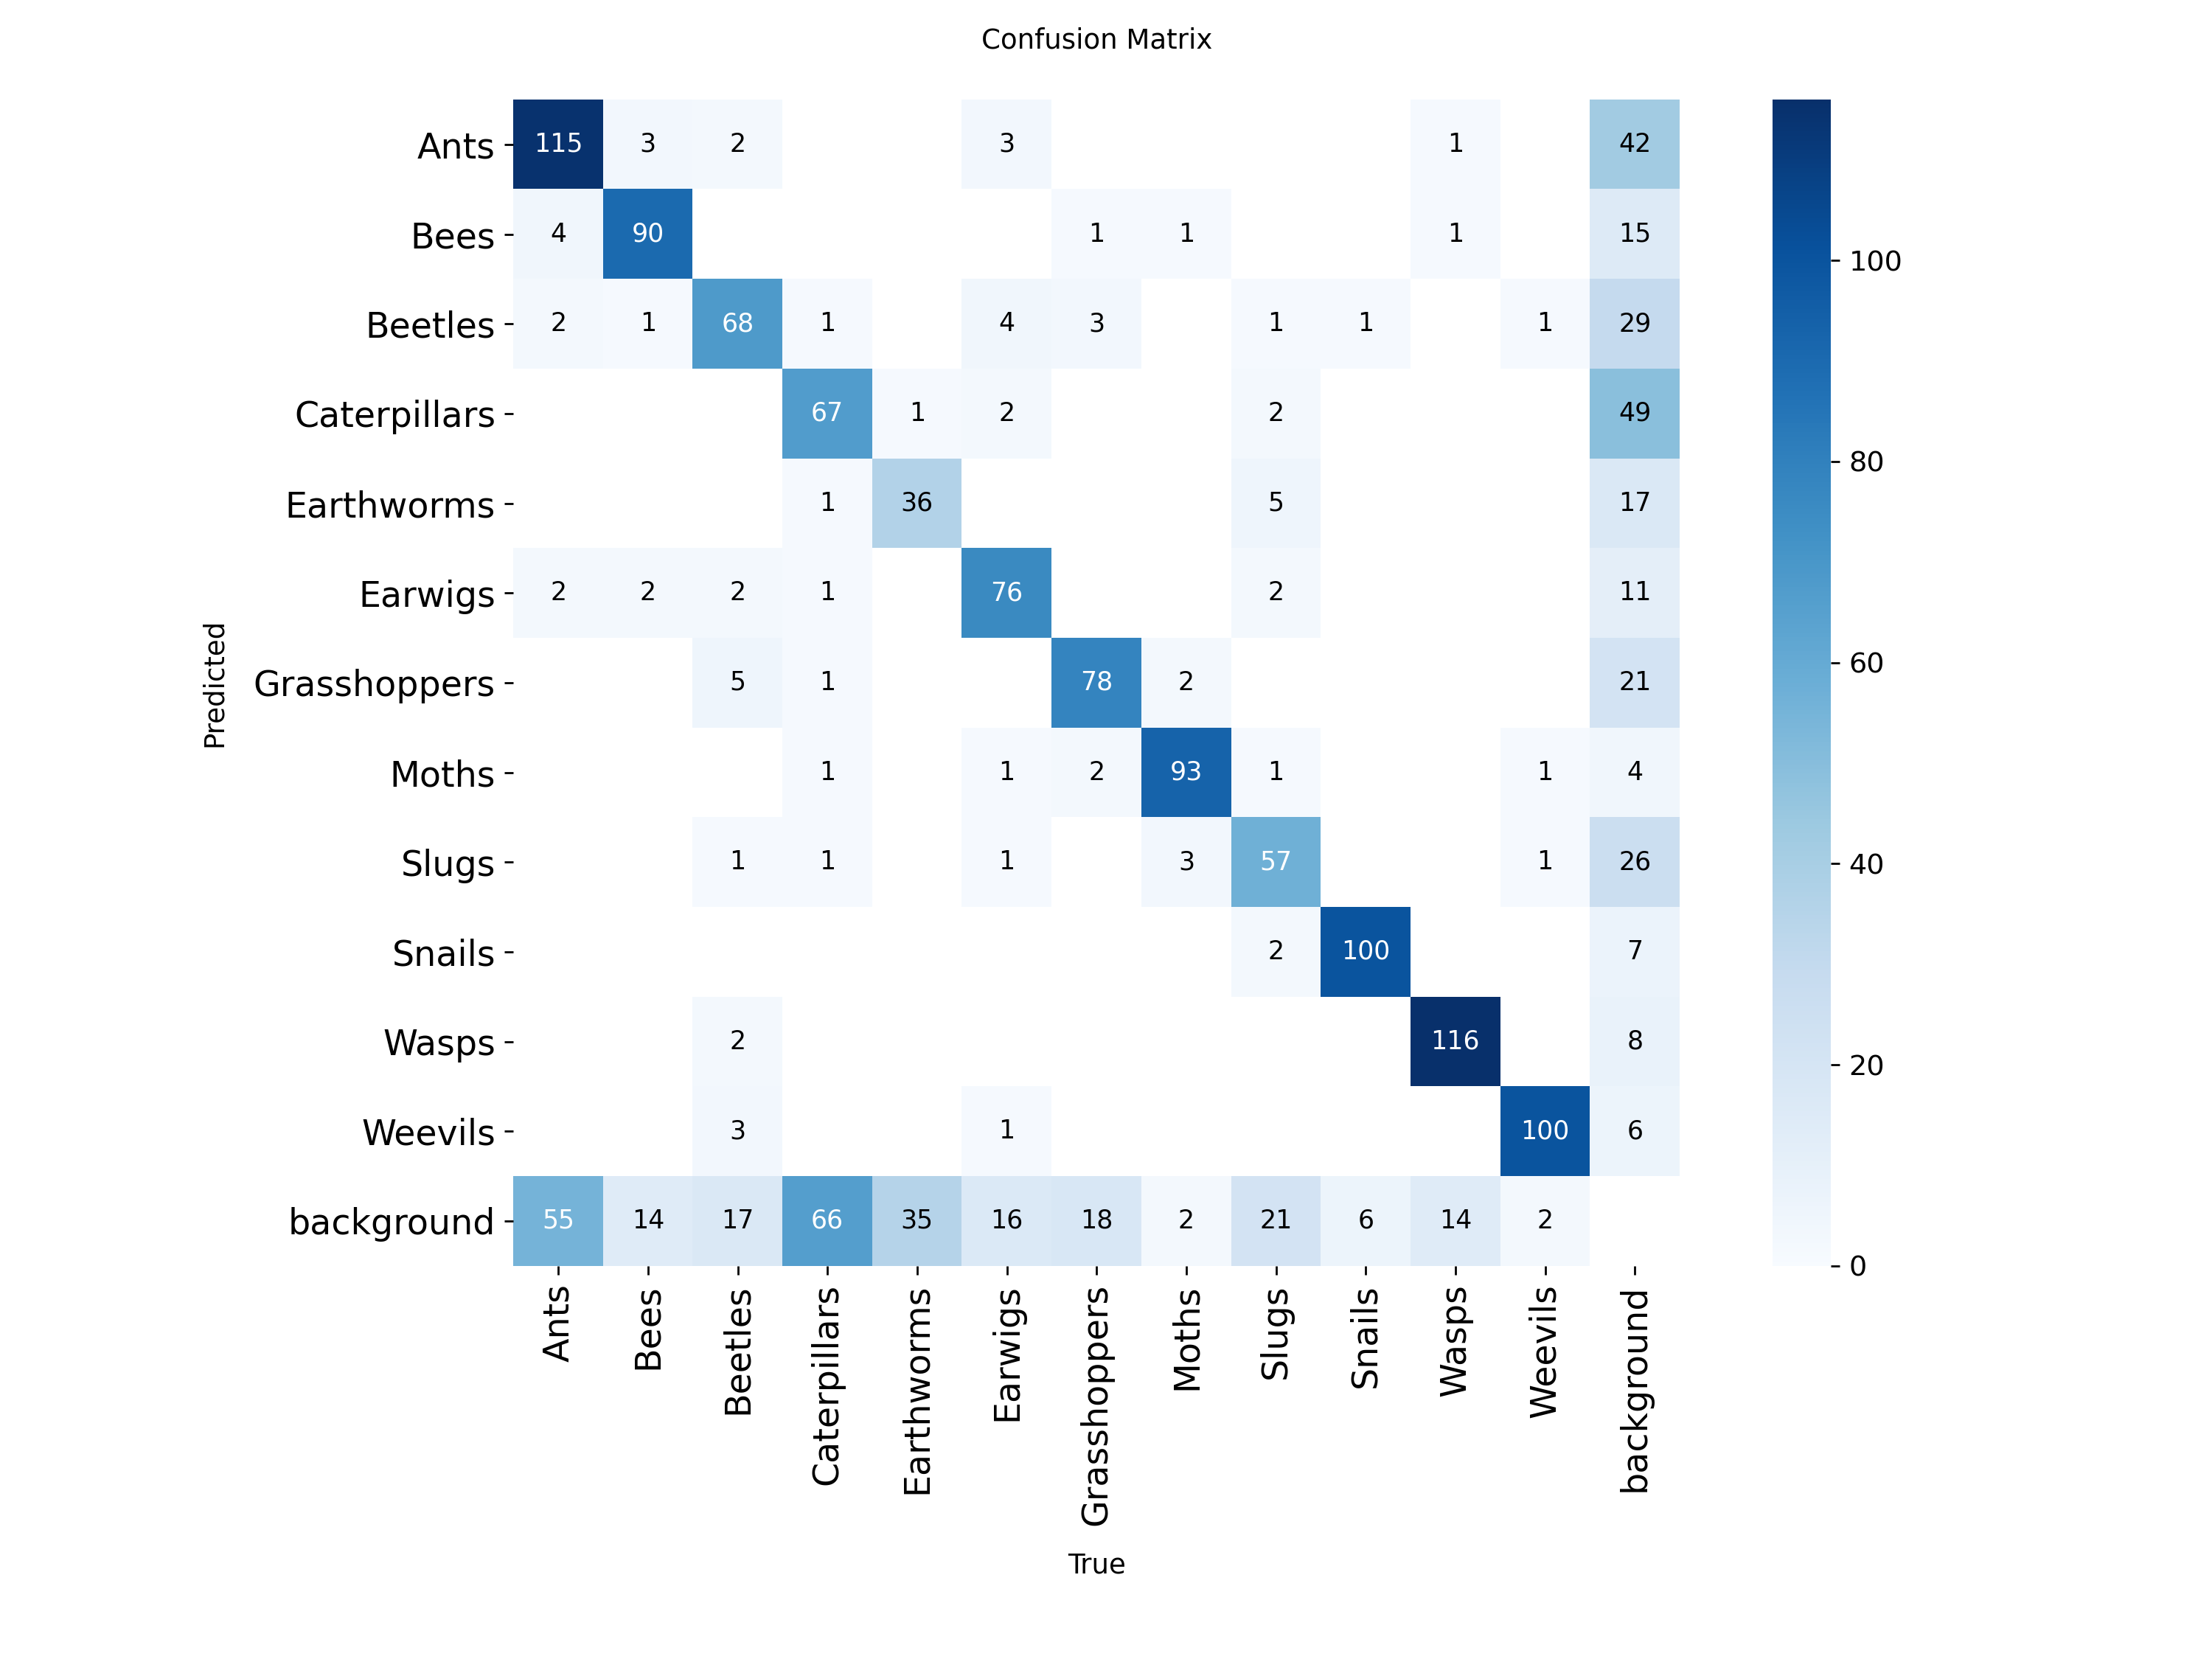 Confusion Matrix
Ants 115 3 2 3 1 42
Bees 4 90 1 1 1 15
Beetles 2 1 68 1 4 3 1 1 1 29
Caterpillars 67 1 2 2 49
Earthworms 1 36 5 17
Earwigs 2 2 2 1 76 2 11
Grasshoppers 5 1 78 2 21
Moths 1 1 2 93 1 1 4
Slugs 1 1 1 3 57 1 26
Snails 2 100 7
Wasps 2 116 8
Weevils 3 1 100 6
background 55 14 17 66 35 16 18 2 21 6 14 2
Ants Bees Beetles Caterpillars Earthworms Earwigs Grasshoppers Moths Slugs Snails Wasps Weevils background
True
Predicted
100
80
60
40
20
0